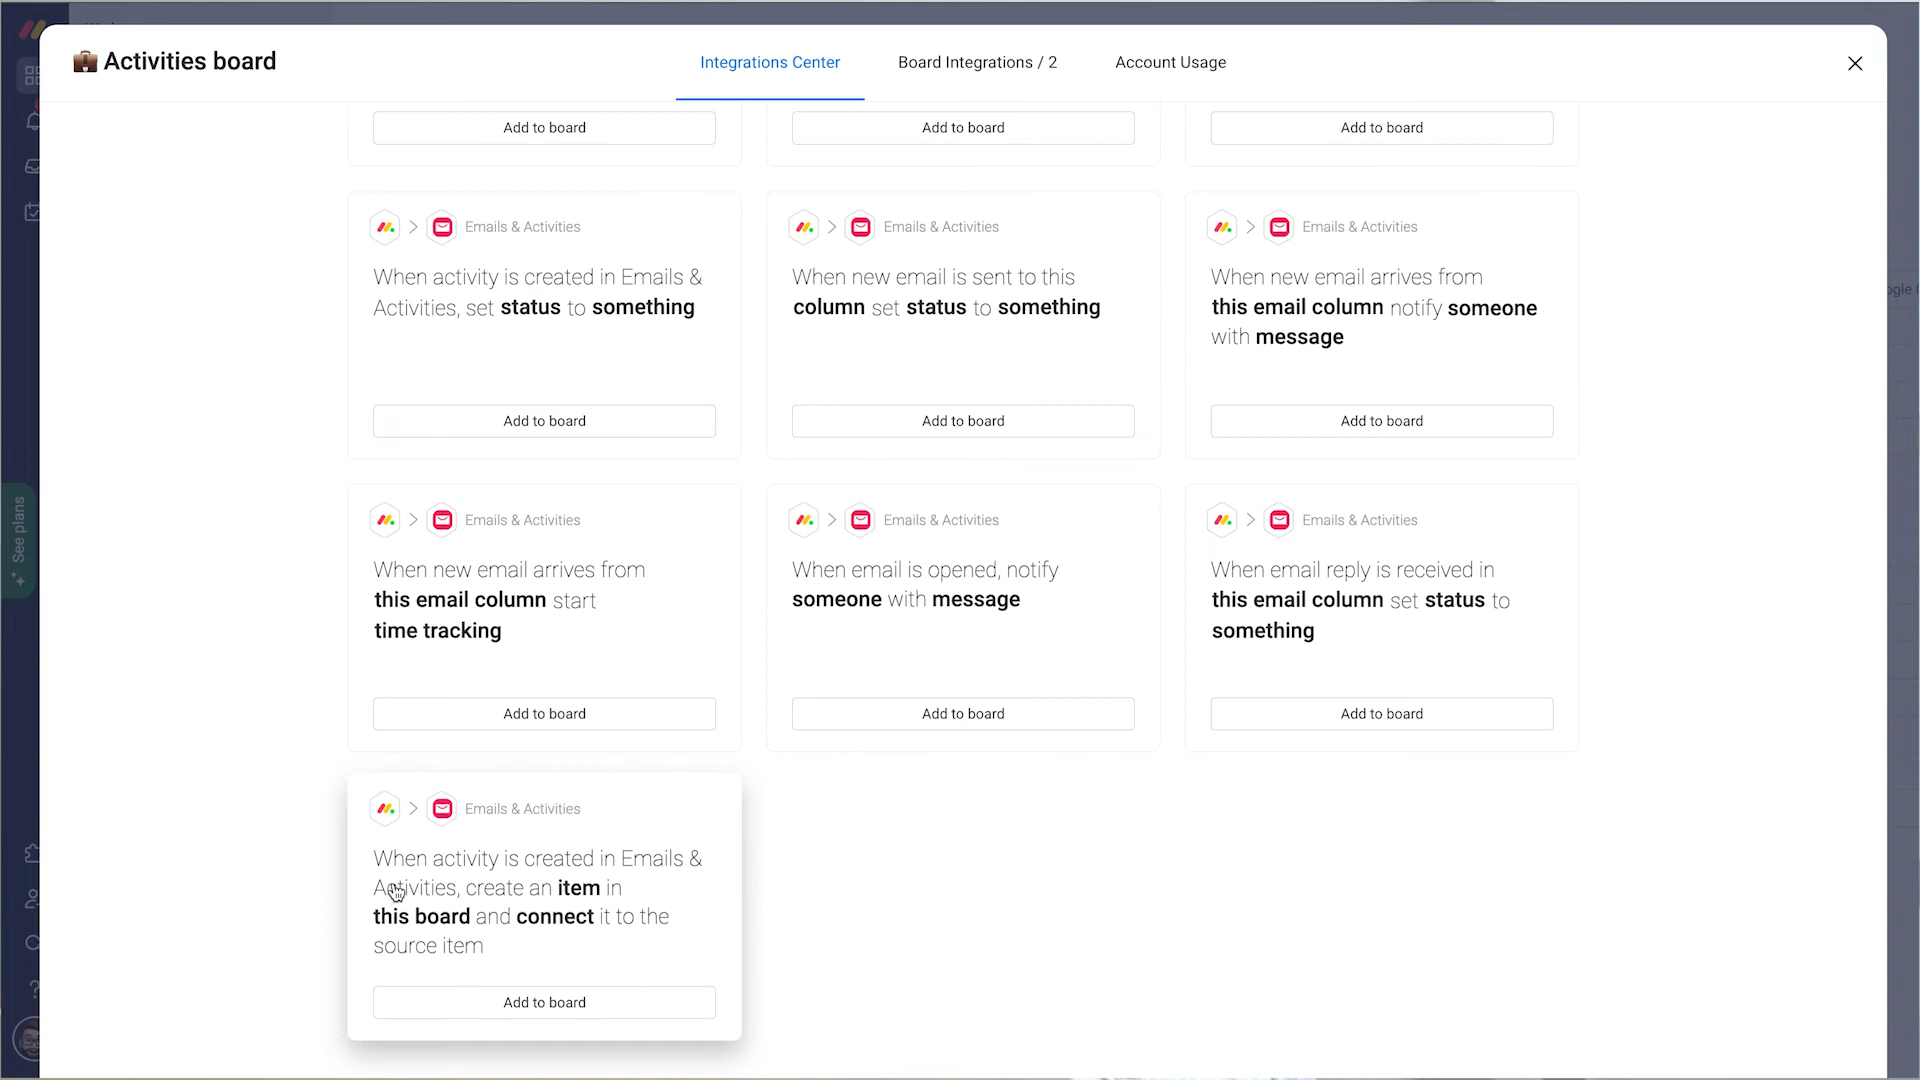 Activities board
Integrations Center
Board Integrations / 2
Account Usage
Add to board
Add to board
Add to board
Emails & Activities
When activity is created in Emails &
Activities, set status to something
Add to board
Emails & Activities
When new email is sent to this
column set status to something
Add to board
Emails & Activities
When new email arrives from
this email column notify someone
with message
Add to board
Emails & Activities
When new email arrives from
this email column start
time tracking
Add to board
Emails & Activities
When email is opened, notify
someone with message
Add to board
Emails & Activities
When email reply is received in
this email column set status to
something
Add to board
Emails & Activities
When activity is created in Emails &
Activities, create an item in
this board and connect it to the
source item
Add to board
See plans